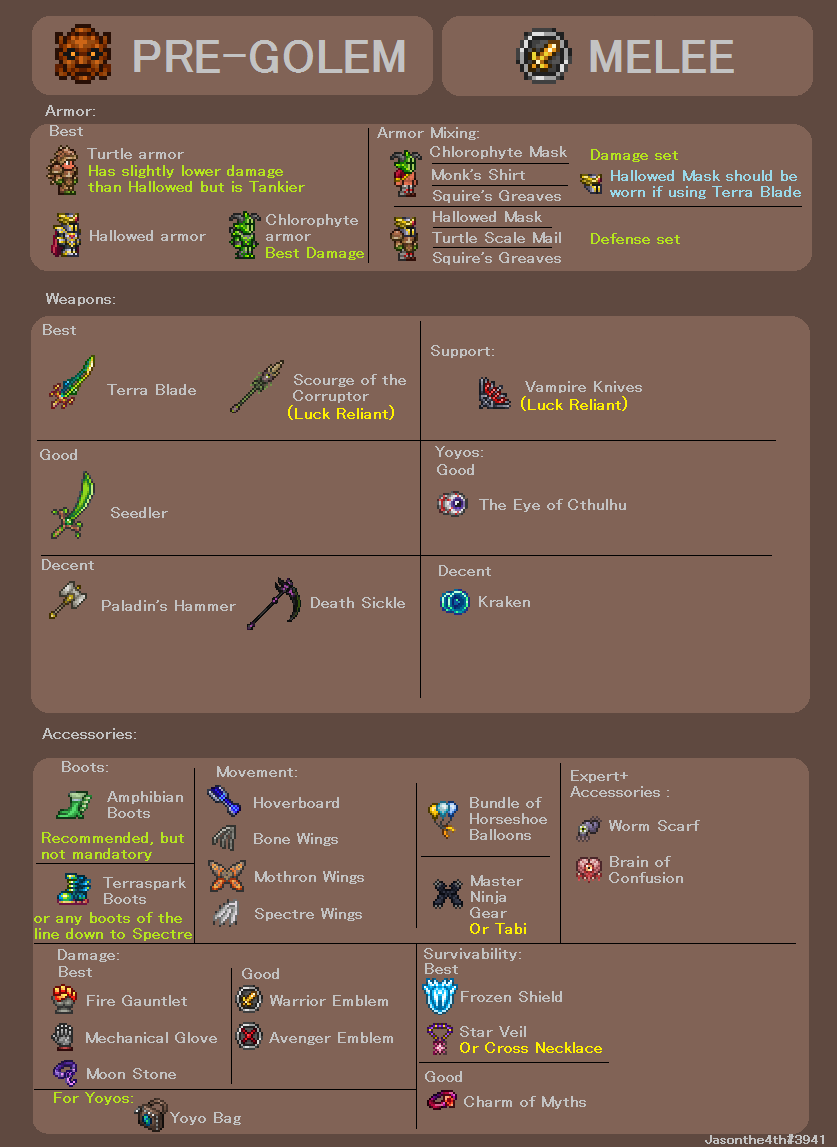 PRE-GOLEM
MELEE
Armor:
Best
Turtle armor
Has slightly lower damage
than Hallowed but is Tankier
Hallowed armor
Chlorophyte
armor
Best Damage
Armor Mixing:
Chlorophyte Mask
Monk's Shirt
Squire's Greaves
Damage set
Hallowed Mask should be
worn if using Terra Blade
Hallowed Mask
Turtle Scale Mail
Squire's Greaves
Defense set
Weapons:
Best
Terra Blade
Scourge of the
Corruptor
(Luck Reliant)
Support:
Vampire Knives
(Luck Reliant)
Good
Seedler
Yoyos:
Good
The Eye of Cthulhu
Decent
Paladin's Hammer
Death Sickle
Decent
Kraken
Accessories:
Boots:
Amphibian
Boots
Recommended, but
not mandatory
Terraspark
Boots
or any boots of the
line down to Spectre
Movement:
Hoverboard
Bone Wings
Mothron Wings
Spectre Wings
Bundle of
Horseshoe
Balloons
Master
Ninja
Gear
Or Tabi
Expert+
Accessories :
Worm Scarf
Brain of
Confusion
Damage:
Best
Fire Gauntlet
Mechanical Glove
Moon Stone
Good
Warrior Emblem
Avenger Emblem
For Yoyos:
Yoyo Bag
Survivability:
Best
Frozen Shield
Star Veil
Or Cross Necklace
Good
Charm of Myths
Jasonthe4th#3941